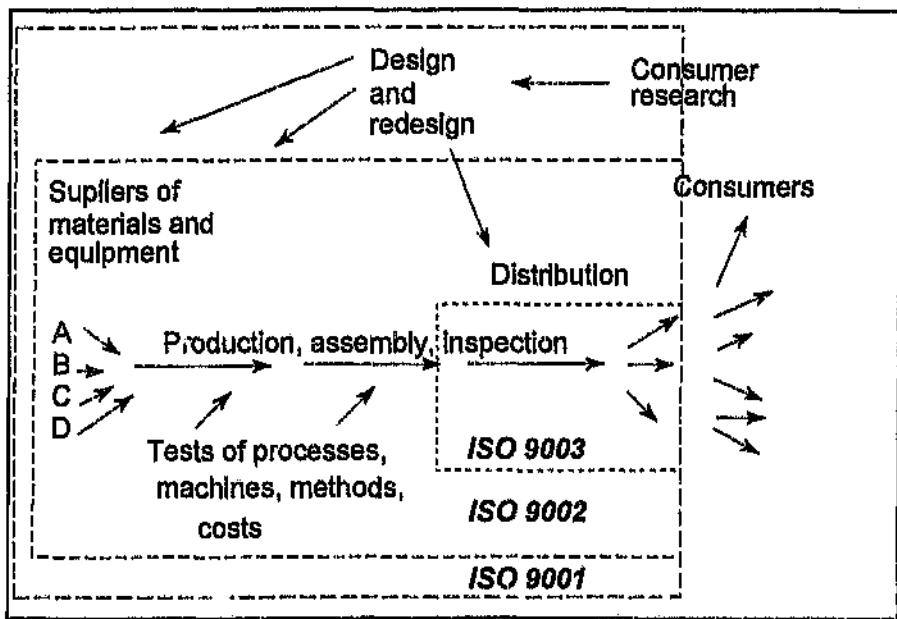 Design
and
redesign
Consumer
research
Supliers of
materials and
equipment
Consumers
Distribution
A
B
C
D
Production, assembly, inspection
Tests of processes,
machines, methods,
costs
ISO 9003
ISO 9002
ISO 9001